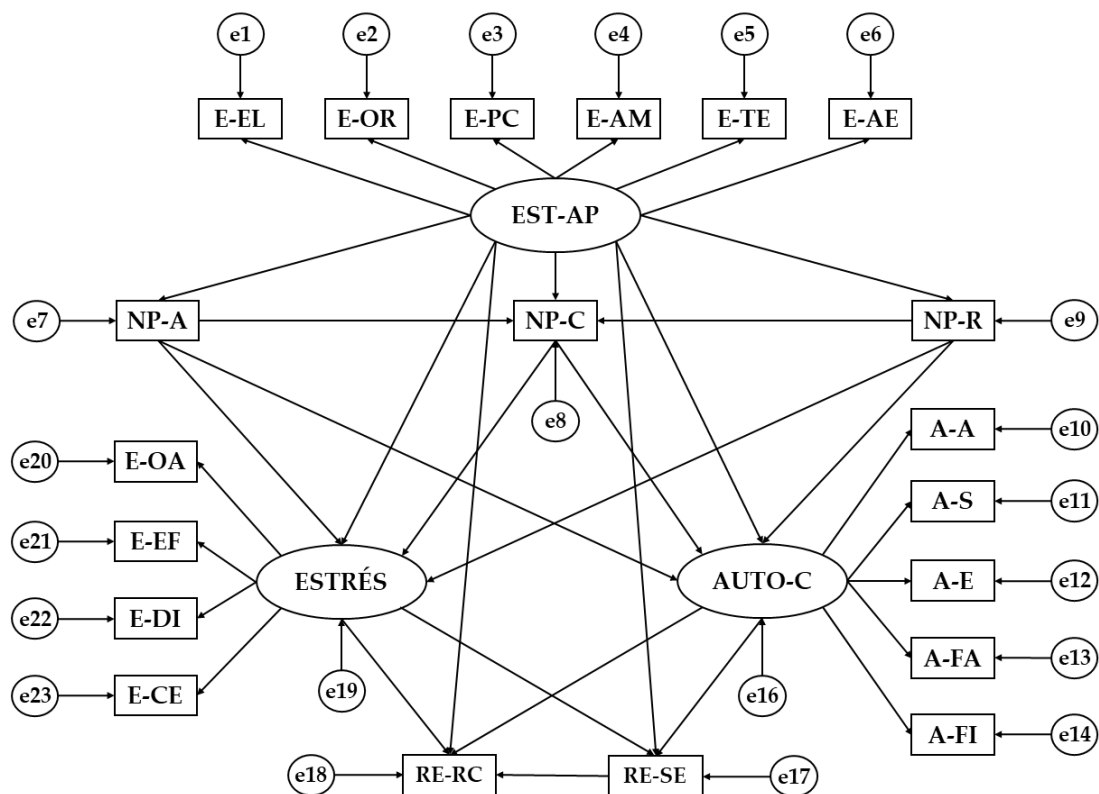 e1
e2
e3
e4
e5
e6
E-EL
E-OR
E-PC
E-AM
E-TE
E-AE
EST-AP
e7
NP-A
NP-C
NP-R
e9
e8
e20
E-OA
A-A
e10
A-S
e11
e21
E-EF
ESTRÉS
AUTO-C
A-E
e12
e22
E-DI
A-FA
e13
e23
E-CE
e19
e16
A-FI
e14
e18
RE-RC
RE-SE
e17